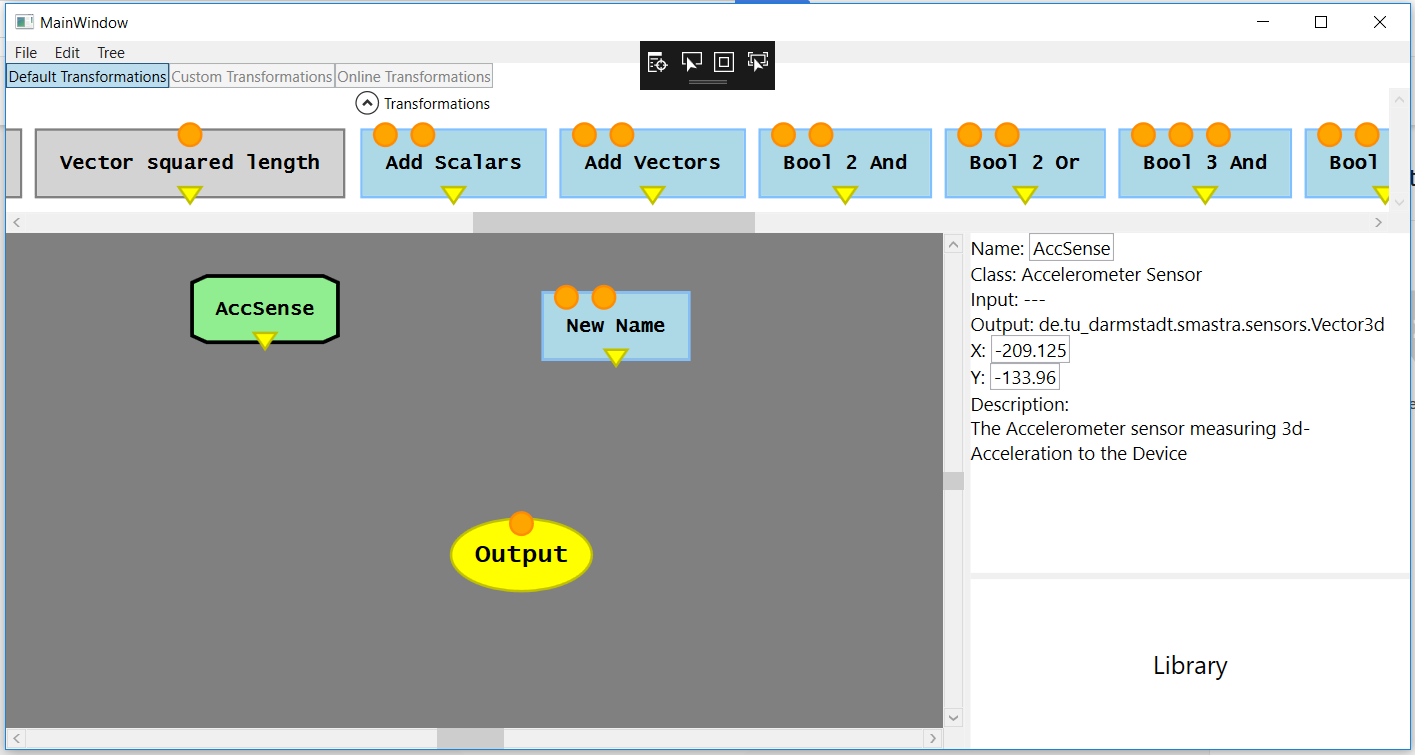 MainWindow
File Edit Tree
Default Transformations Custom Transformations Online Transformations
Transformations
Vector squared length Add Scalars Add Vectors Bool 2 And Bool 2 Or Bool 3 And Bool
Name: AccSense
Class: Accelerometer Sensor
Input: ---
Output: de.tu_darmstadt.smastra.sensors.Vector3d
X: -209.125
Y: -133.96
Description:
The Accelerometer sensor measuring 3d-
Acceleration to the Device
AccSense
New Name
Output
Library